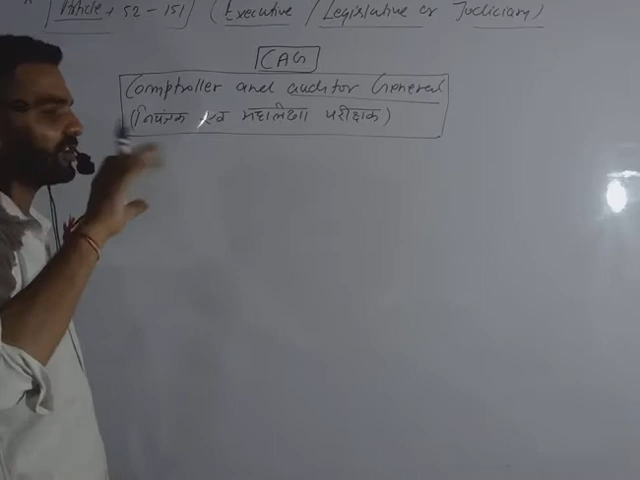 Article + 52 - 151 (Executive / Legislative or Judiciary)
CAG
Comptroller and auditor General
(नियंत्रक एवं महालेखा परीक्षक)